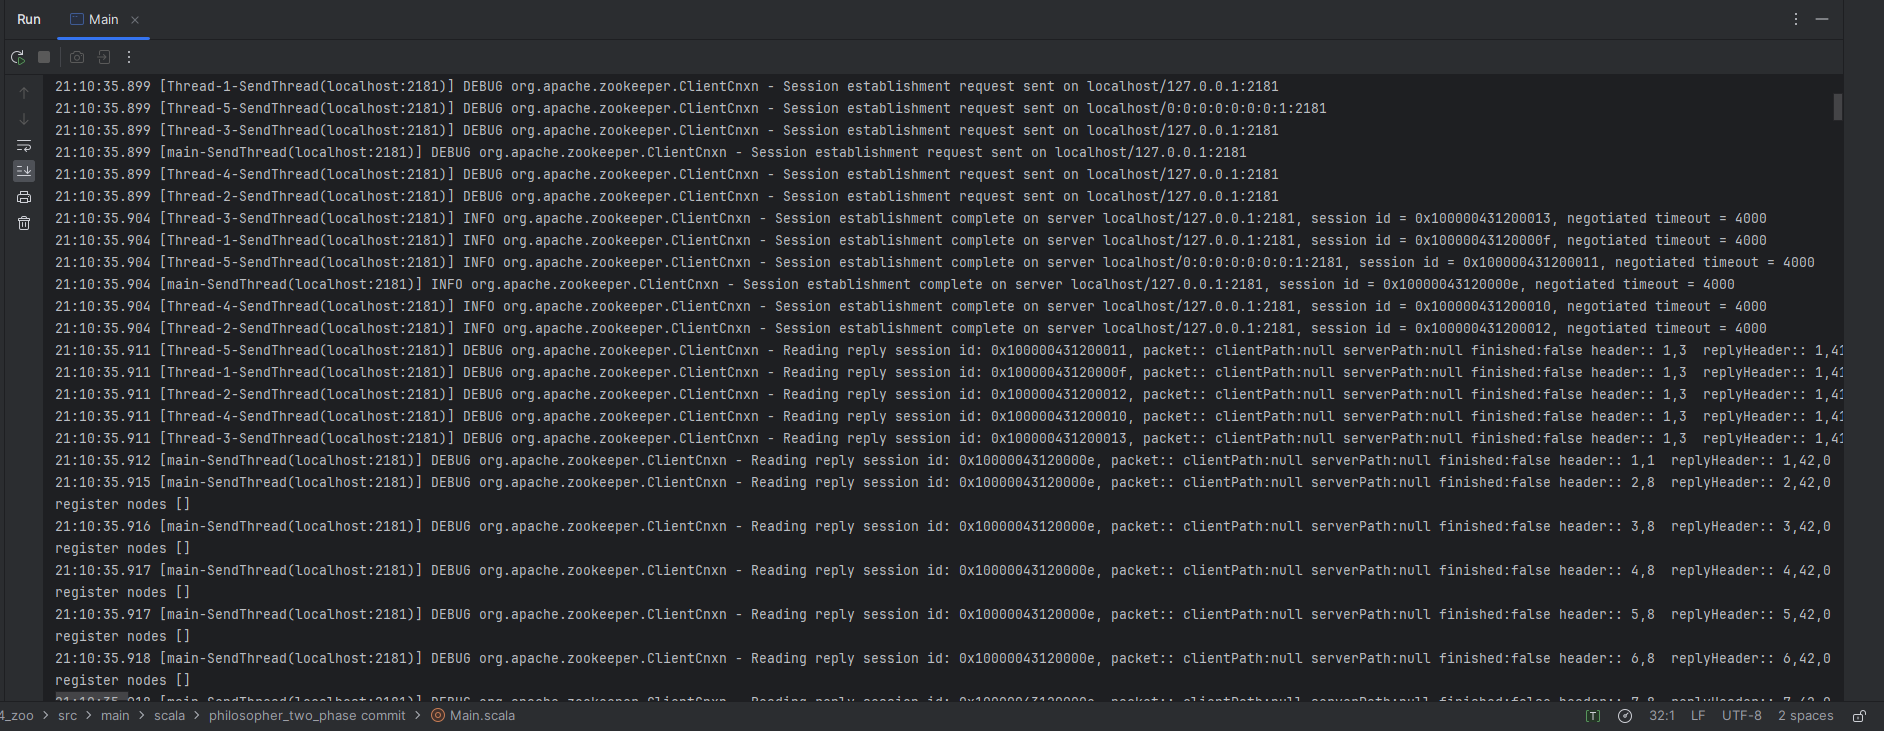 Run
Main
21:10:35.899 [Thread-1-SendThread(localhost:2181)] DEBUG org.apache.zookeeper.ClientCnxn - Session establishment request sent on localhost/127.0.0.1:2181
21:10:35.899 [Thread-5-SendThread(localhost:2181)] DEBUG org.apache.zookeeper.ClientCnxn - Session establishment request sent on localhost/0:0:0:0:0:0:0:1:2181
21:10:35.899 [Thread-3-SendThread(localhost:2181)] DEBUG org.apache.zookeeper.ClientCnxn - Session establishment request sent on localhost/127.0.0.1:2181
21:10:35.899 [main-SendThread(localhost:2181)] DEBUG org.apache.zookeeper.ClientCnxn - Session establishment request sent on localhost/127.0.0.1:2181
21:10:35.899 [Thread-4-SendThread(localhost:2181)] DEBUG org.apache.zookeeper.ClientCnxn - Session establishment request sent on localhost/127.0.0.1:2181
21:10:35.899 [Thread-2-SendThread(localhost:2181)] DEBUG org.apache.zookeeper.ClientCnxn - Session establishment request sent on localhost/127.0.0.1:2181
21:10:35.904 [Thread-3-SendThread(localhost:2181)] INFO org.apache.zookeeper.ClientCnxn - Session establishment complete on server localhost/127.0.0.1:2181, session id = 0x100000431200013, negotiated timeout = 4000
21:10:35.904 [Thread-1-SendThread(localhost:2181)] INFO org.apache.zookeeper.ClientCnxn - Session establishment complete on server localhost/127.0.0.1:2181, session id = 0x10000043120000f, negotiated timeout = 4000
21:10:35.904 [Thread-5-SendThread(localhost:2181)] INFO org.apache.zookeeper.ClientCnxn - Session establishment complete on server localhost/0:0:0:0:0:0:0:1:2181, session id = 0x100000431200011, negotiated timeout = 4000
21:10:35.904 [main-SendThread(localhost:2181)] INFO org.apache.zookeeper.ClientCnxn - Session establishment complete on server localhost/127.0.0.1:2181, session id = 0x10000043120000e, negotiated timeout = 4000
21:10:35.904 [Thread-4-SendThread(localhost:2181)] INFO org.apache.zookeeper.ClientCnxn - Session establishment complete on server localhost/127.0.0.1:2181, session id = 0x100000431200010, negotiated timeout = 4000
21:10:35.904 [Thread-2-SendThread(localhost:2181)] INFO org.apache.zookeeper.ClientCnxn - Session establishment complete on server localhost/127.0.0.1:2181, session id = 0x100000431200012, negotiated timeout = 4000
21:10:35.911 [Thread-5-SendThread(localhost:2181)] DEBUG org.apache.zookeeper.ClientCnxn - Reading reply session id: 0x100000431200011, packet:: clientPath:null serverPath:null finished:false header:: 1,3  replyHeader:: 1,41
21:10:35.911 [Thread-1-SendThread(localhost:2181)] DEBUG org.apache.zookeeper.ClientCnxn - Reading reply session id: 0x10000043120000f, packet:: clientPath:null serverPath:null finished:false header:: 1,3  replyHeader:: 1,41
21:10:35.911 [Thread-2-SendThread(localhost:2181)] DEBUG org.apache.zookeeper.ClientCnxn - Reading reply session id: 0x100000431200012, packet:: clientPath:null serverPath:null finished:false header:: 1,3  replyHeader:: 1,41
21:10:35.911 [Thread-4-SendThread(localhost:2181)] DEBUG org.apache.zookeeper.ClientCnxn - Reading reply session id: 0x100000431200010, packet:: clientPath:null serverPath:null finished:false header:: 1,3  replyHeader:: 1,41
21:10:35.911 [Thread-3-SendThread(localhost:2181)] DEBUG org.apache.zookeeper.ClientCnxn - Reading reply session id: 0x100000431200013, packet:: clientPath:null serverPath:null finished:false header:: 1,3  replyHeader:: 1,41
21:10:35.912 [main-SendThread(localhost:2181)] DEBUG org.apache.zookeeper.ClientCnxn - Reading reply session id: 0x10000043120000e, packet:: clientPath:null serverPath:null finished:false header:: 1,1  replyHeader:: 1,42,0
21:10:35.915 [main-SendThread(localhost:2181)] DEBUG org.apache.zookeeper.ClientCnxn - Reading reply session id: 0x10000043120000e, packet:: clientPath:null serverPath:null finished:false header:: 2,8  replyHeader:: 2,42,0
register nodes []
21:10:35.916 [main-SendThread(localhost:2181)] DEBUG org.apache.zookeeper.ClientCnxn - Reading reply session id: 0x10000043120000e, packet:: clientPath:null serverPath:null finished:false header:: 3,8  replyHeader:: 3,42,0
register nodes []
21:10:35.917 [main-SendThread(localhost:2181)] DEBUG org.apache.zookeeper.ClientCnxn - Reading reply session id: 0x10000043120000e, packet:: clientPath:null serverPath:null finished:false header:: 4,8  replyHeader:: 4,42,0
register nodes []
21:10:35.917 [main-SendThread(localhost:2181)] DEBUG org.apache.zookeeper.ClientCnxn - Reading reply session id: 0x10000043120000e, packet:: clientPath:null serverPath:null finished:false header:: 5,8  replyHeader:: 5,42,0
register nodes []
21:10:35.918 [main-SendThread(localhost:2181)] DEBUG org.apache.zookeeper.ClientCnxn - Reading reply session id: 0x10000043120000e, packet:: clientPath:null serverPath:null finished:false header:: 6,8  replyHeader:: 6,42,0
register nodes []
4_zoo > src > main > scala > philosopher_two_phase commit > Main.scala [T] 32:1 LF UTF-8 2 spaces